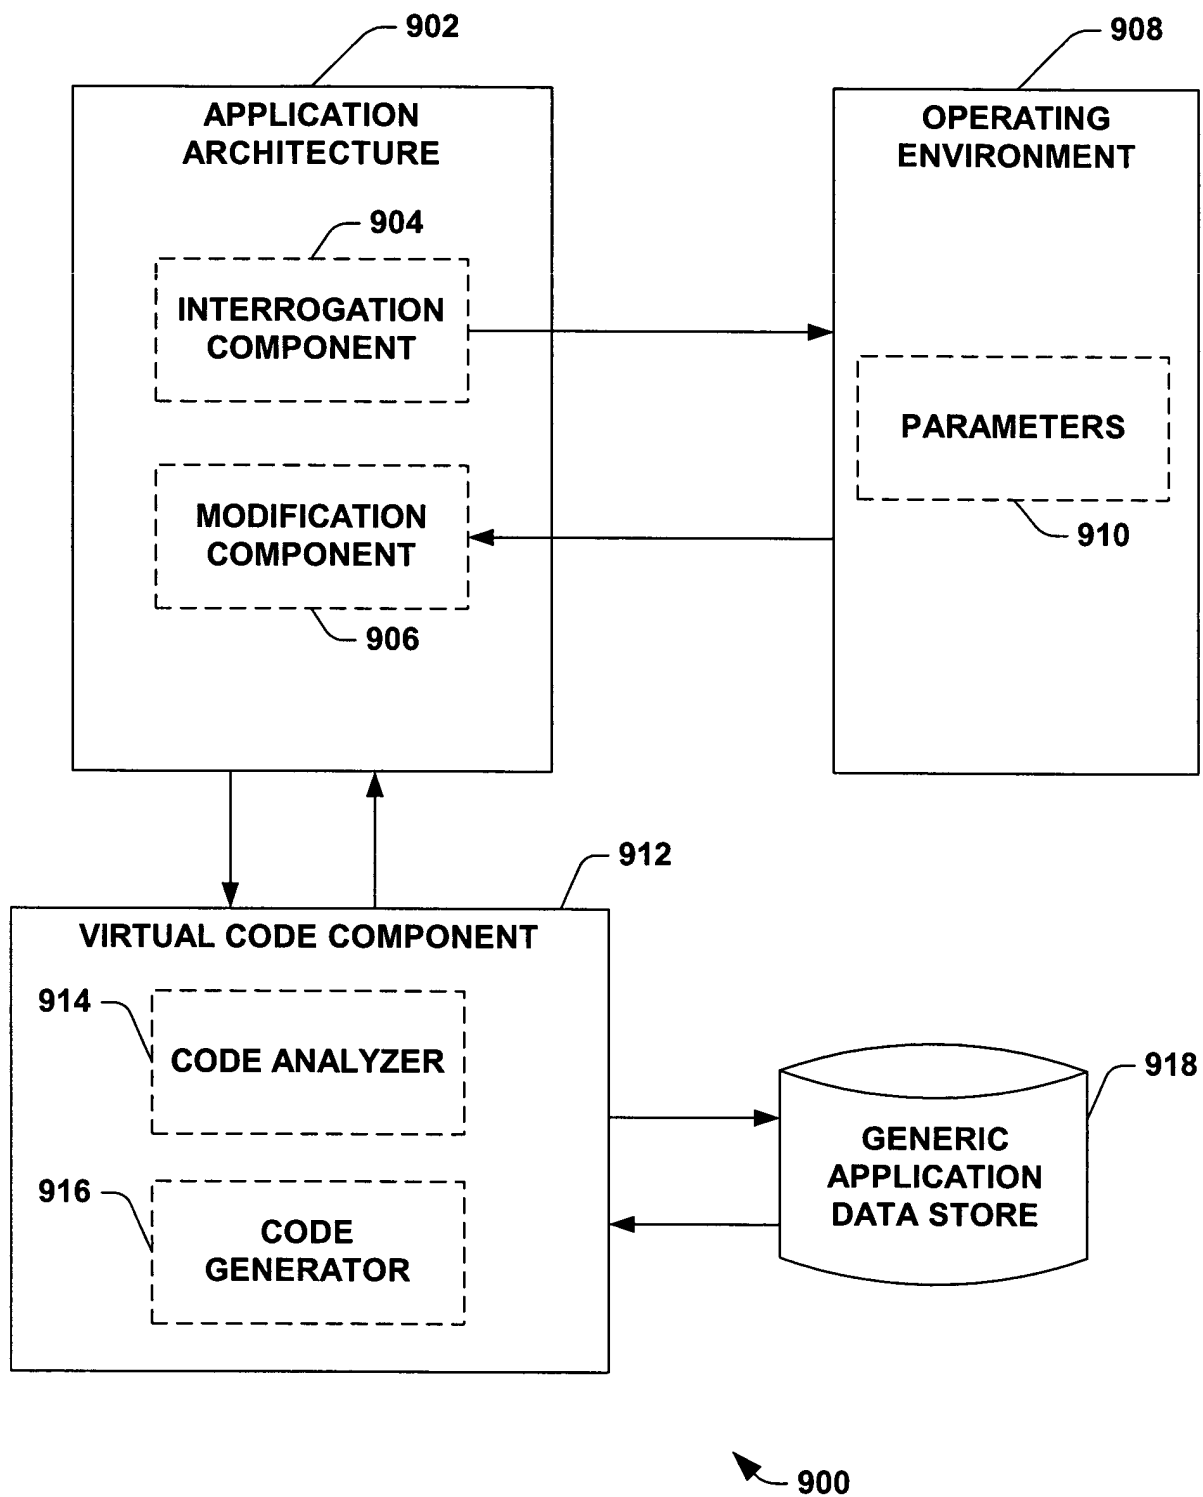 902
APPLICATION
ARCHITECTURE
904
INTERROGATION
COMPONENT
MODIFICATION
COMPONENT
906
908
OPERATING
ENVIRONMENT
PARAMETERS
910
912
VIRTUAL CODE COMPONENT
914
CODE ANALYZER
916
CODE
GENERATOR
918
GENERIC
APPLICATION
DATA STORE
900